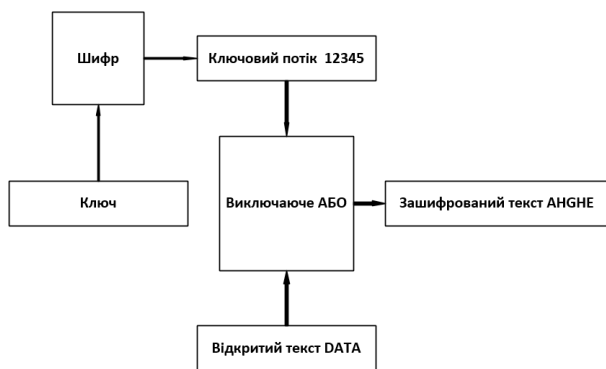 Шифр
Ключовий потік 12345
Ключ
Виключаюче АБО
Зашифрований текст AHGHE
Відкритий текст DATA